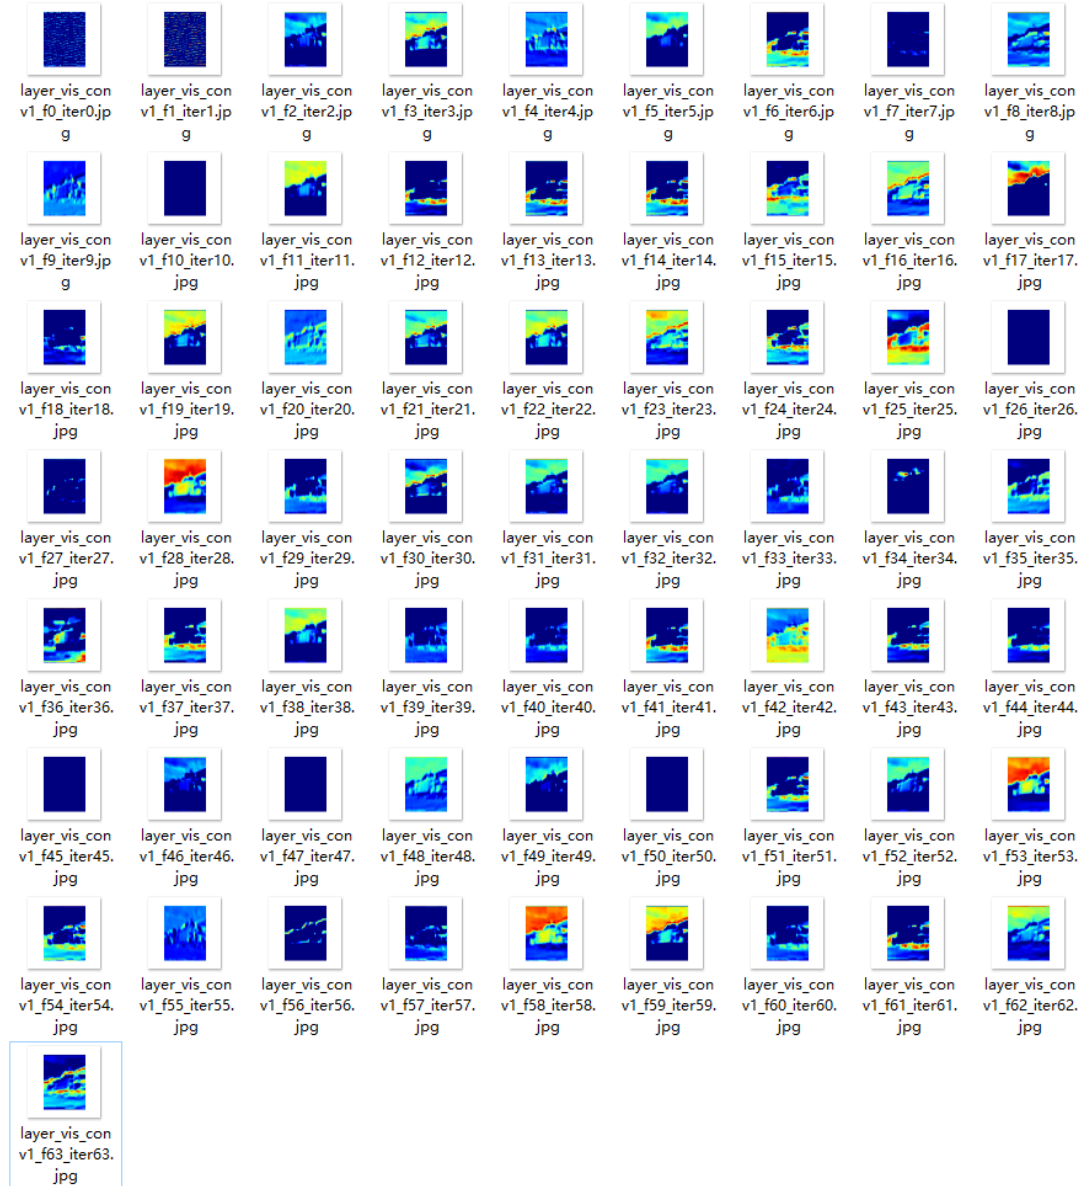 layer_vis_con layer_vis_con layer_vis_con layer_vis_con layer_vis_con layer_vis_con layer_vis_con layer_vis_con layer_vis_con
v1_f0_iter0.jp v1_f1_iter1.jp v1_f2_iter2.jp v1_f3_iter3.jp v1_f4_iter4.jp v1_f5_iter5.jp v1_f6_iter6.jp v1_f7_iter7.jp v1_f8_iter8.jp
g g g g g g g g g
layer_vis_con layer_vis_con layer_vis_con layer_vis_con layer_vis_con layer_vis_con layer_vis_con layer_vis_con layer_vis_con
v1_f9_iter9.jp v1_f10_iter10. v1_f11_iter11. v1_f12_iter12. v1_f13_iter13. v1_f14_iter14. v1_f15_iter15. v1_f16_iter16. v1_f17_iter17.
g jpg jpg jpg jpg jpg jpg jpg jpg
layer_vis_con layer_vis_con layer_vis_con layer_vis_con layer_vis_con layer_vis_con layer_vis_con layer_vis_con layer_vis_con
v1_f18_iter18. v1_f19_iter19. v1_f20_iter20. v1_f21_iter21. v1_f22_iter22. v1_f23_iter23. v1_f24_iter24. v1_f25_iter25. v1_f26_iter26.
jpg jpg jpg jpg jpg jpg jpg jpg jpg
layer_vis_con layer_vis_con layer_vis_con layer_vis_con layer_vis_con layer_vis_con layer_vis_con layer_vis_con layer_vis_con
v1_f27_iter27. v1_f28_iter28. v1_f29_iter29. v1_f30_iter30. v1_f31_iter31. v1_f32_iter32. v1_f33_iter33. v1_f34_iter34. v1_f35_iter35.
jpg jpg jpg jpg jpg jpg jpg jpg jpg
layer_vis_con layer_vis_con layer_vis_con layer_vis_con layer_vis_con layer_vis_con layer_vis_con layer_vis_con layer_vis_con
v1_f36_iter36. v1_f37_iter37. v1_f38_iter38. v1_f39_iter39. v1_f40_iter40. v1_f41_iter41. v1_f42_iter42. v1_f43_iter43. v1_f44_iter44.
jpg jpg jpg jpg jpg jpg jpg jpg jpg
layer_vis_con layer_vis_con layer_vis_con layer_vis_con layer_vis_con layer_vis_con layer_vis_con layer_vis_con layer_vis_con
v1_f45_iter45. v1_f46_iter46. v1_f47_iter47. v1_f48_iter48. v1_f49_iter49. v1_f50_iter50. v1_f51_iter51. v1_f52_iter52. v1_f53_iter53.
jpg jpg jpg jpg jpg jpg jpg jpg jpg
layer_vis_con layer_vis_con layer_vis_con layer_vis_con layer_vis_con layer_vis_con layer_vis_con layer_vis_con layer_vis_con
v1_f54_iter54. v1_f55_iter55. v1_f56_iter56. v1_f57_iter57. v1_f58_iter58. v1_f59_iter59. v1_f60_iter60. v1_f61_iter61. v1_f62_iter62.
jpg jpg jpg jpg jpg jpg jpg jpg jpg
layer_vis_con
v1_f63_iter63.
jpg